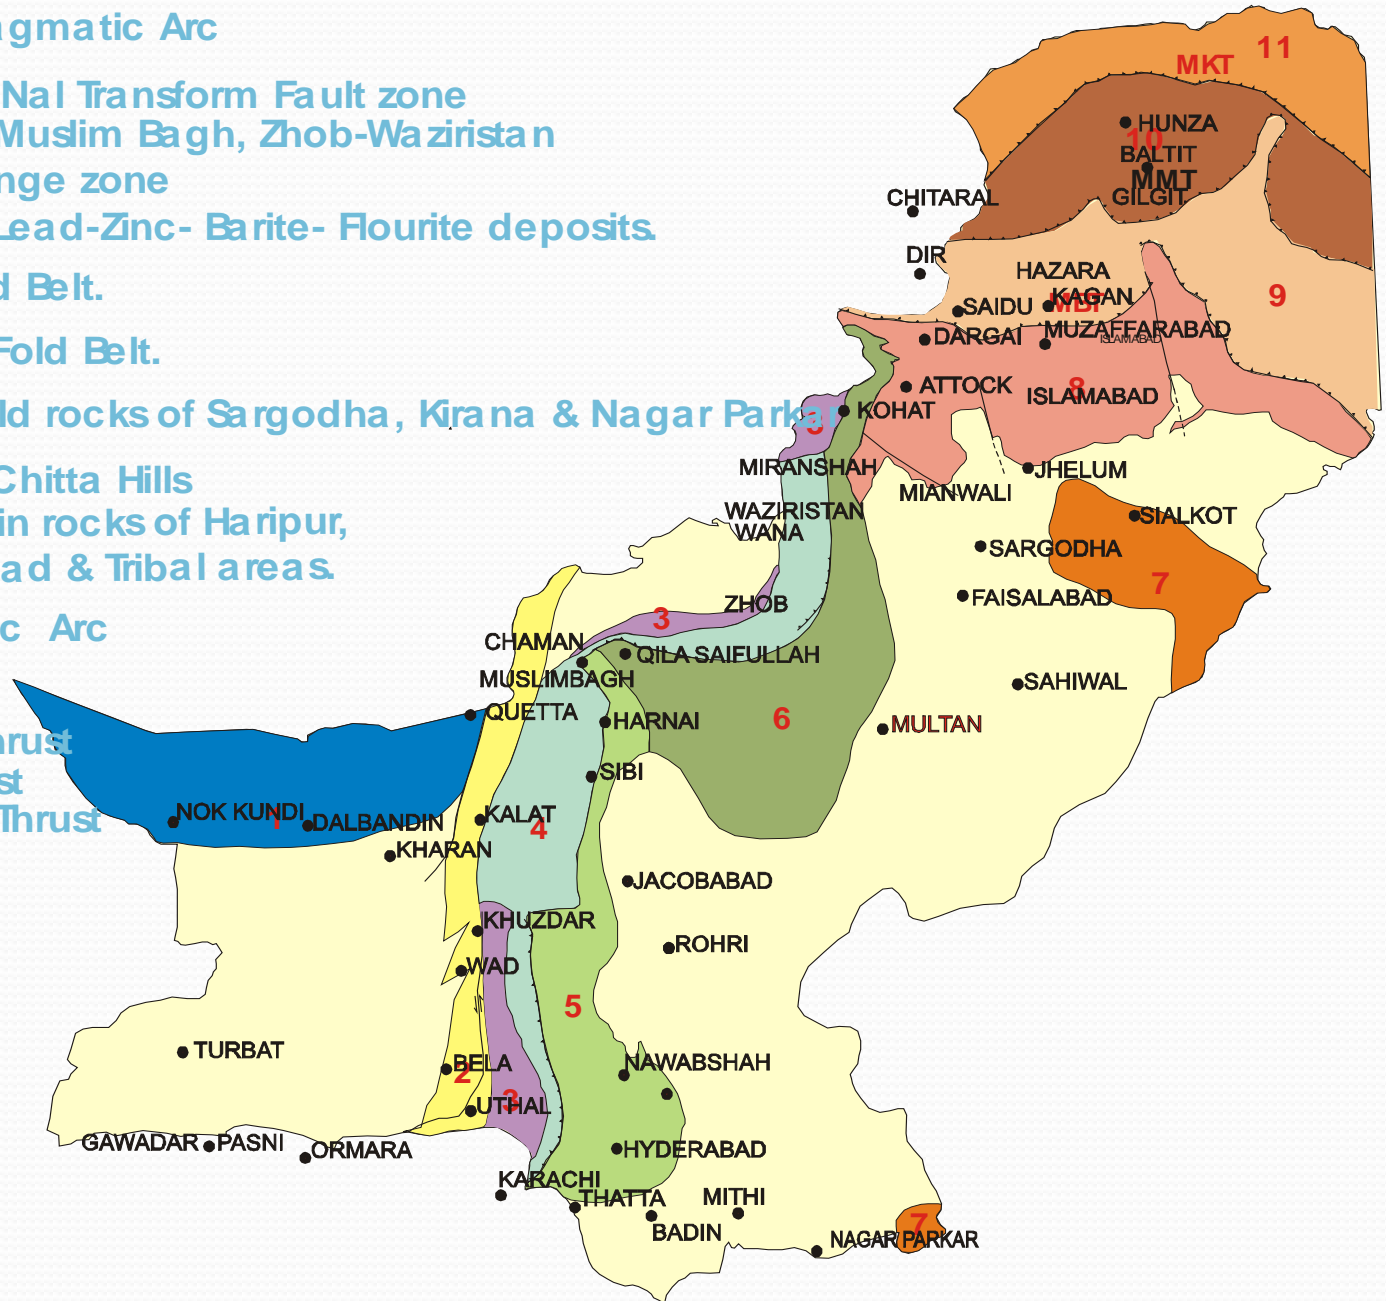 agmatic Arc
11
MKT
Nal Transform Fault zone
Muslim Bagh, Zhob-Waziristan
HUNZA
10
BALTIT
MMT
GILGIT
nge zone
CHITARAL
Lead-Zinc- Barite- Flourite deposits.
DIR
HAZARA
d Belt.
KAGAN
MBT
9
SAIDU
MUZAFFARABAD
DARGAI
ISLAMABAD
Fold Belt.
ATTOCK
8
ISLAMABAD
ld rocks of Sargodha, Kirana & Nagar Parkar
3
KOHAT
MIRANSHAH
JHELUM
Chitta Hills
MIANWALI
WAZIRISTAN
SIALKOT
in rocks of Haripur,
WANA
SARGODHA
ad & Tribal areas.
7
FAISALABAD
ZHOB
3
c Arc
CHAMAN
QILA SAIFULLAH
MUSLIMBAGH
SAHIWAL
QUETTA
HARNAI
6
MULTAN
hrust
SIBI
st
NOK KUNDI
1
DALBANDIN
KALAT
4
Thrust
KHARAN
JACOBABAD
KHUZDAR
ROHRI
WAD
5
TURBAT
BELA
2
NAWABSHAH
3
UTHAL
GAWADAR
PASNI
ORMARA
HYDERABAD
KARACHI
THATTA
MITHI
BADIN
7
NAGAR PARKAR